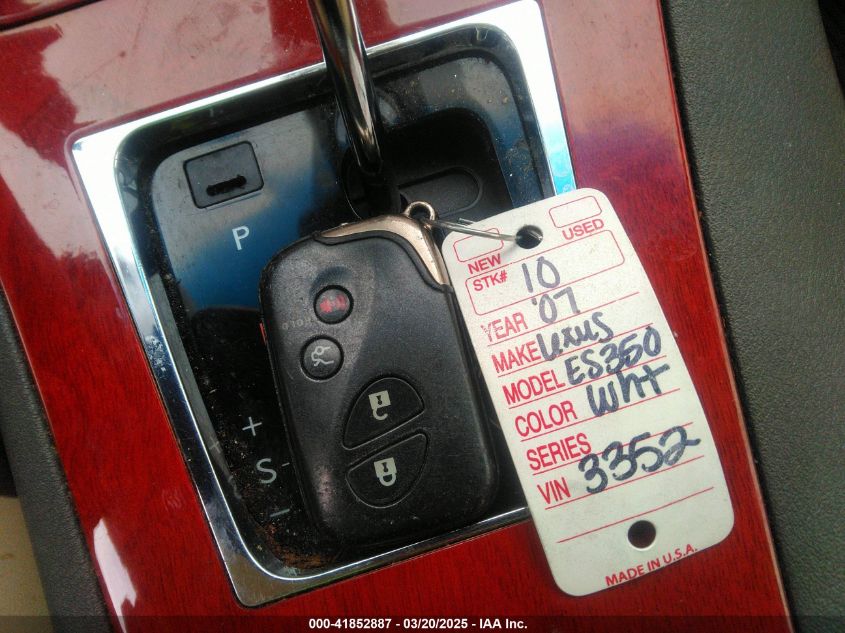 P
+
S
-
HOLD
NEW
USED
STK# 10
YEAR '07
MAKE Lexus
MODEL ES350
COLOR Wht
SERIES
VIN 3352
MADE IN U.S.A.
000-41852887 - 03/20/2025 - IAA Inc.